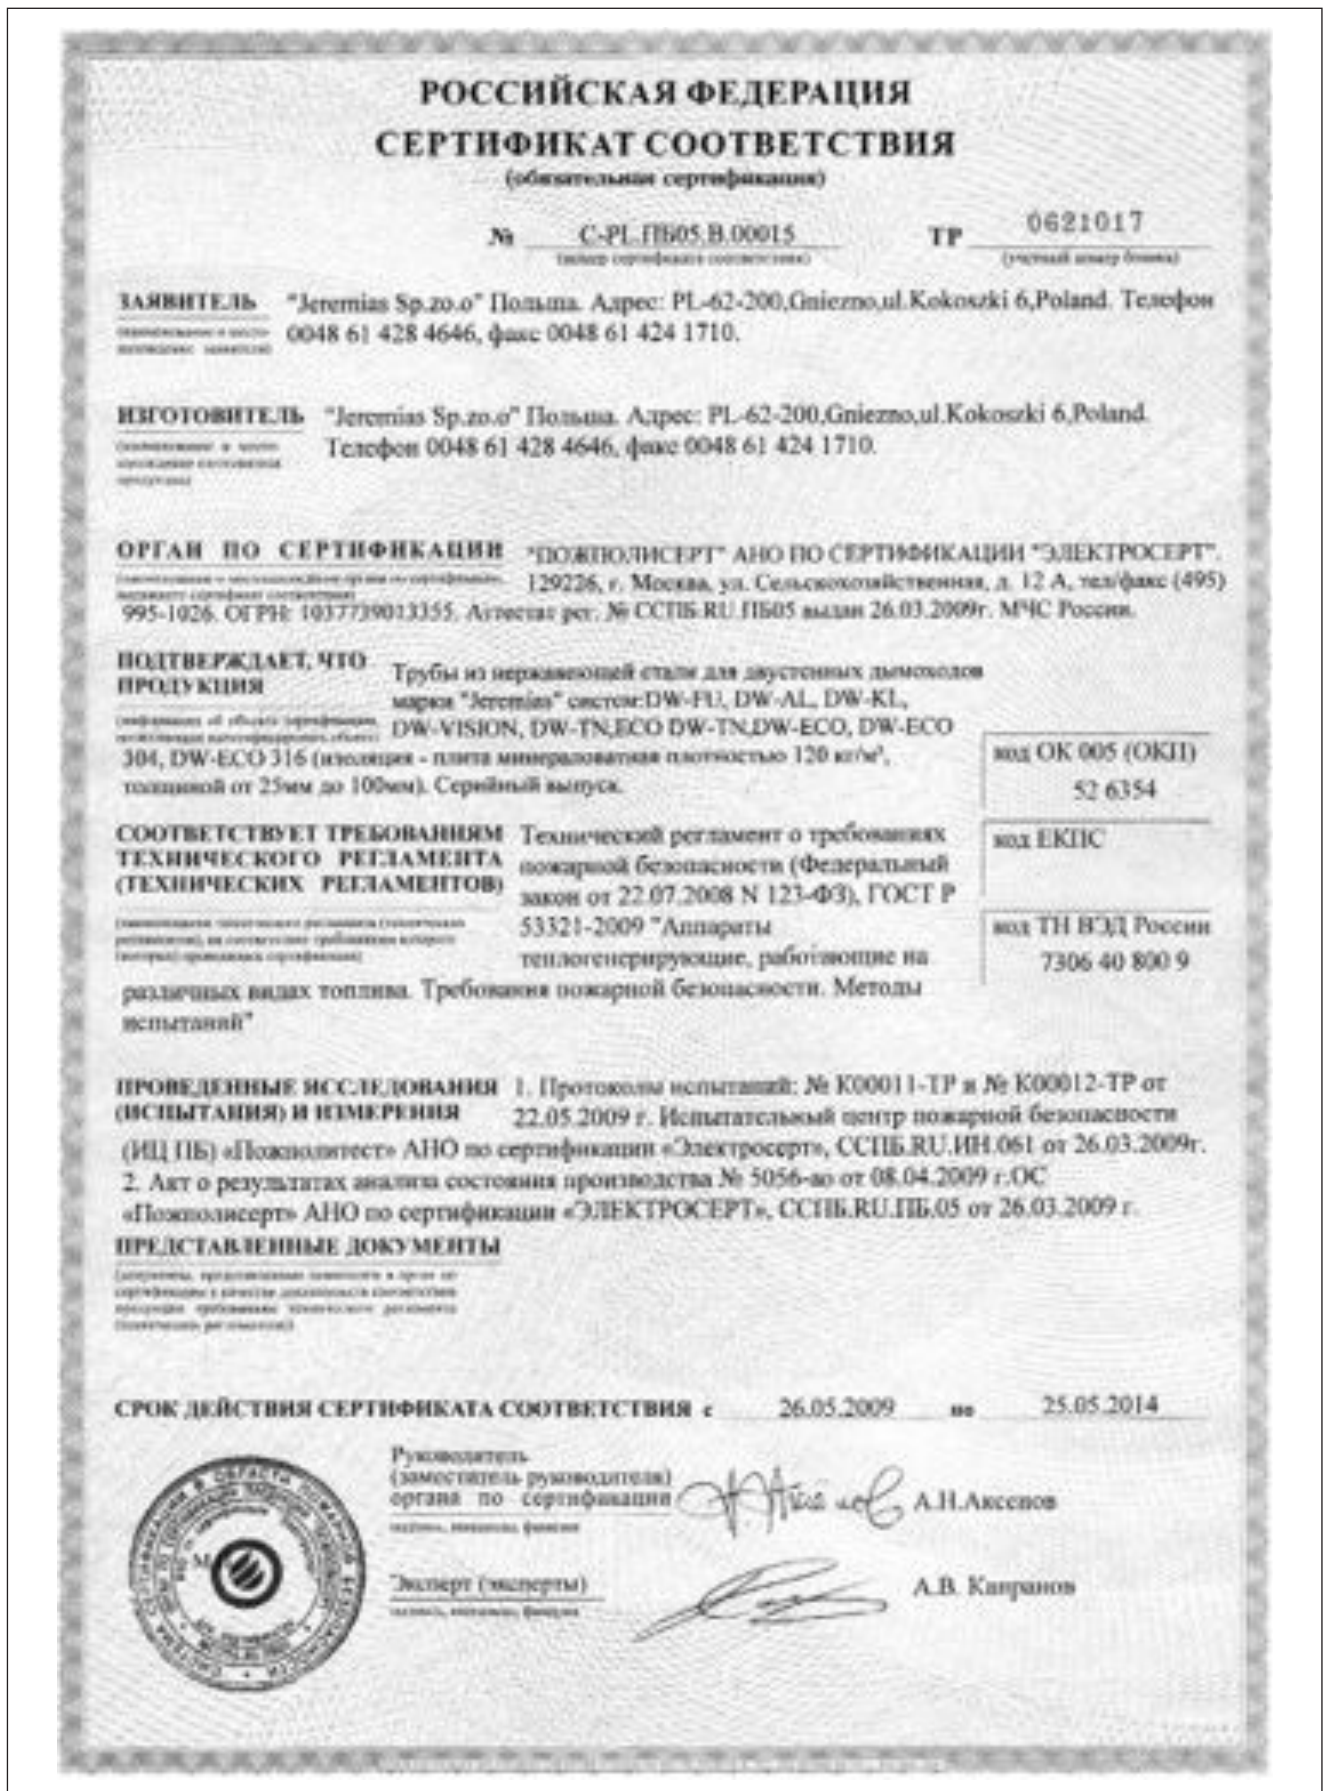 РОССИЙСКАЯ ФЕДЕРАЦИЯ
СЕРТИФИКАТ СООТВЕТСТВИЯ
(обязательная сертификация)
№ C-PL.ПБ05.В.00015 ТР 0621017
(номер сертификата соответствия) (учетный номер бланка)
ЗАЯВИТЕЛЬ "Jeremias Sp.zo.o" Польша. Адрес: PL-62-200,Gniezno,ul.Kokoszki 6,Poland. Телефон
0048 61 428 4646, факс 0048 61 424 1710.
ИЗГОТОВИТЕЛЬ "Jeremias Sp.zo.o" Польша. Адрес: PL-62-200,Gniezno,ul.Kokoszki 6,Poland.
Телефон 0048 61 428 4646, факс 0048 61 424 1710.
ОРГАН ПО СЕРТИФИКАЦИИ "ПОЖПОЛИСЕРТ" АНО ПО СЕРТИФИКАЦИИ "ЭЛЕКТРОСЕРТ".
129226, г. Москва, ул. Сельскохозяйственная, д. 12 А, тел/факс (495)
995-1026. ОГРН: 1037739013355. Аттестат рег. № ССПБ.RU.ПБ05 выдан 26.03.2009г. МЧС России.
ПОДТВЕРЖДАЕТ, ЧТО
ПРОДУКЦИЯ
Трубы из нержавеющей стали для двустенных дымоходов
марки "Jeremias" систем:DW-FU, DW-AL, DW-KL,
DW-VISION, DW-TN,ECO DW-TN,DW-ECO, DW-ECO
304, DW-ECO 316 (изоляция - плита минераловатная плотностью 120 кг/м³,
толщиной от 25мм до 100мм). Серийный выпуск.
код ОК 005 (ОКП)
52 6354
СООТВЕТСТВУЕТ ТРЕБОВАНИЯМ
ТЕХНИЧЕСКОГО РЕГЛАМЕНТА
(ТЕХНИЧЕСКИХ РЕГЛАМЕНТОВ)
Технический регламент о требованиях
пожарной безопасности (Федеральный
закон от 22.07.2008 N 123-ФЗ), ГОСТ Р
53321-2009 "Аппараты
теплогенерирующие, работающие на
различных видах топлива. Требования пожарной безопасности. Методы
испытаний"
код ЕКПС
код ТН ВЭД России
7306 40 800 9
ПРОВЕДЕННЫЕ ИССЛЕДОВАНИЯ
(ИСПЫТАНИЯ) И ИЗМЕРЕНИЯ
1. Протоколы испытаний: № К00011-ТР и № К00012-ТР от
22.05.2009 г. Испытательный центр пожарной безопасности
(ИЦ ПБ) «Пожполитест» АНО по сертификации «Электросерт», ССПБ.RU.ИН.061 от 26.03.2009г.
2. Акт о результатах анализа состояния производства № 5056-ао от 08.04.2009 г.ОС
«Пожполисерт» АНО по сертификации «ЭЛЕКТРОСЕРТ», ССПБ.RU.ПБ.05 от 26.03.2009 г.
ПРЕДСТАВЛЕННЫЕ ДОКУМЕНТЫ
СРОК ДЕЙСТВИЯ СЕРТИФИКАТА СООТВЕТСТВИЯ с 26.05.2009 по 25.05.2014
Руководитель
(заместитель руководителя)
органа по сертификации
А.Н.Аксенов
подпись, инициалы, фамилия
Эксперт (эксперты)
А.В. Капранов
подпись, инициалы, фамилия